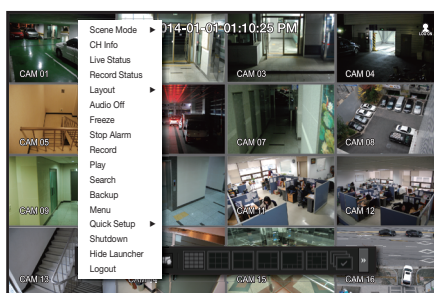 Scene Mode ▶
014-01-01 01:10:25 PM
LOG ON
CH Info
Live Status
Record Status
CAM 01
CAM 03
CAM 04
Layout ▶
Audio Off
Freeze
Stop Alarm
CAM 05
CAM 07
CAM 08
Record
Play
Search
Backup
CAM 09
CAM 11
CAM 12
Menu
Quick Setup ▶
Shutdown
Hide Launcher
»
Logout
CAM 13
CAM 15
CAM 16